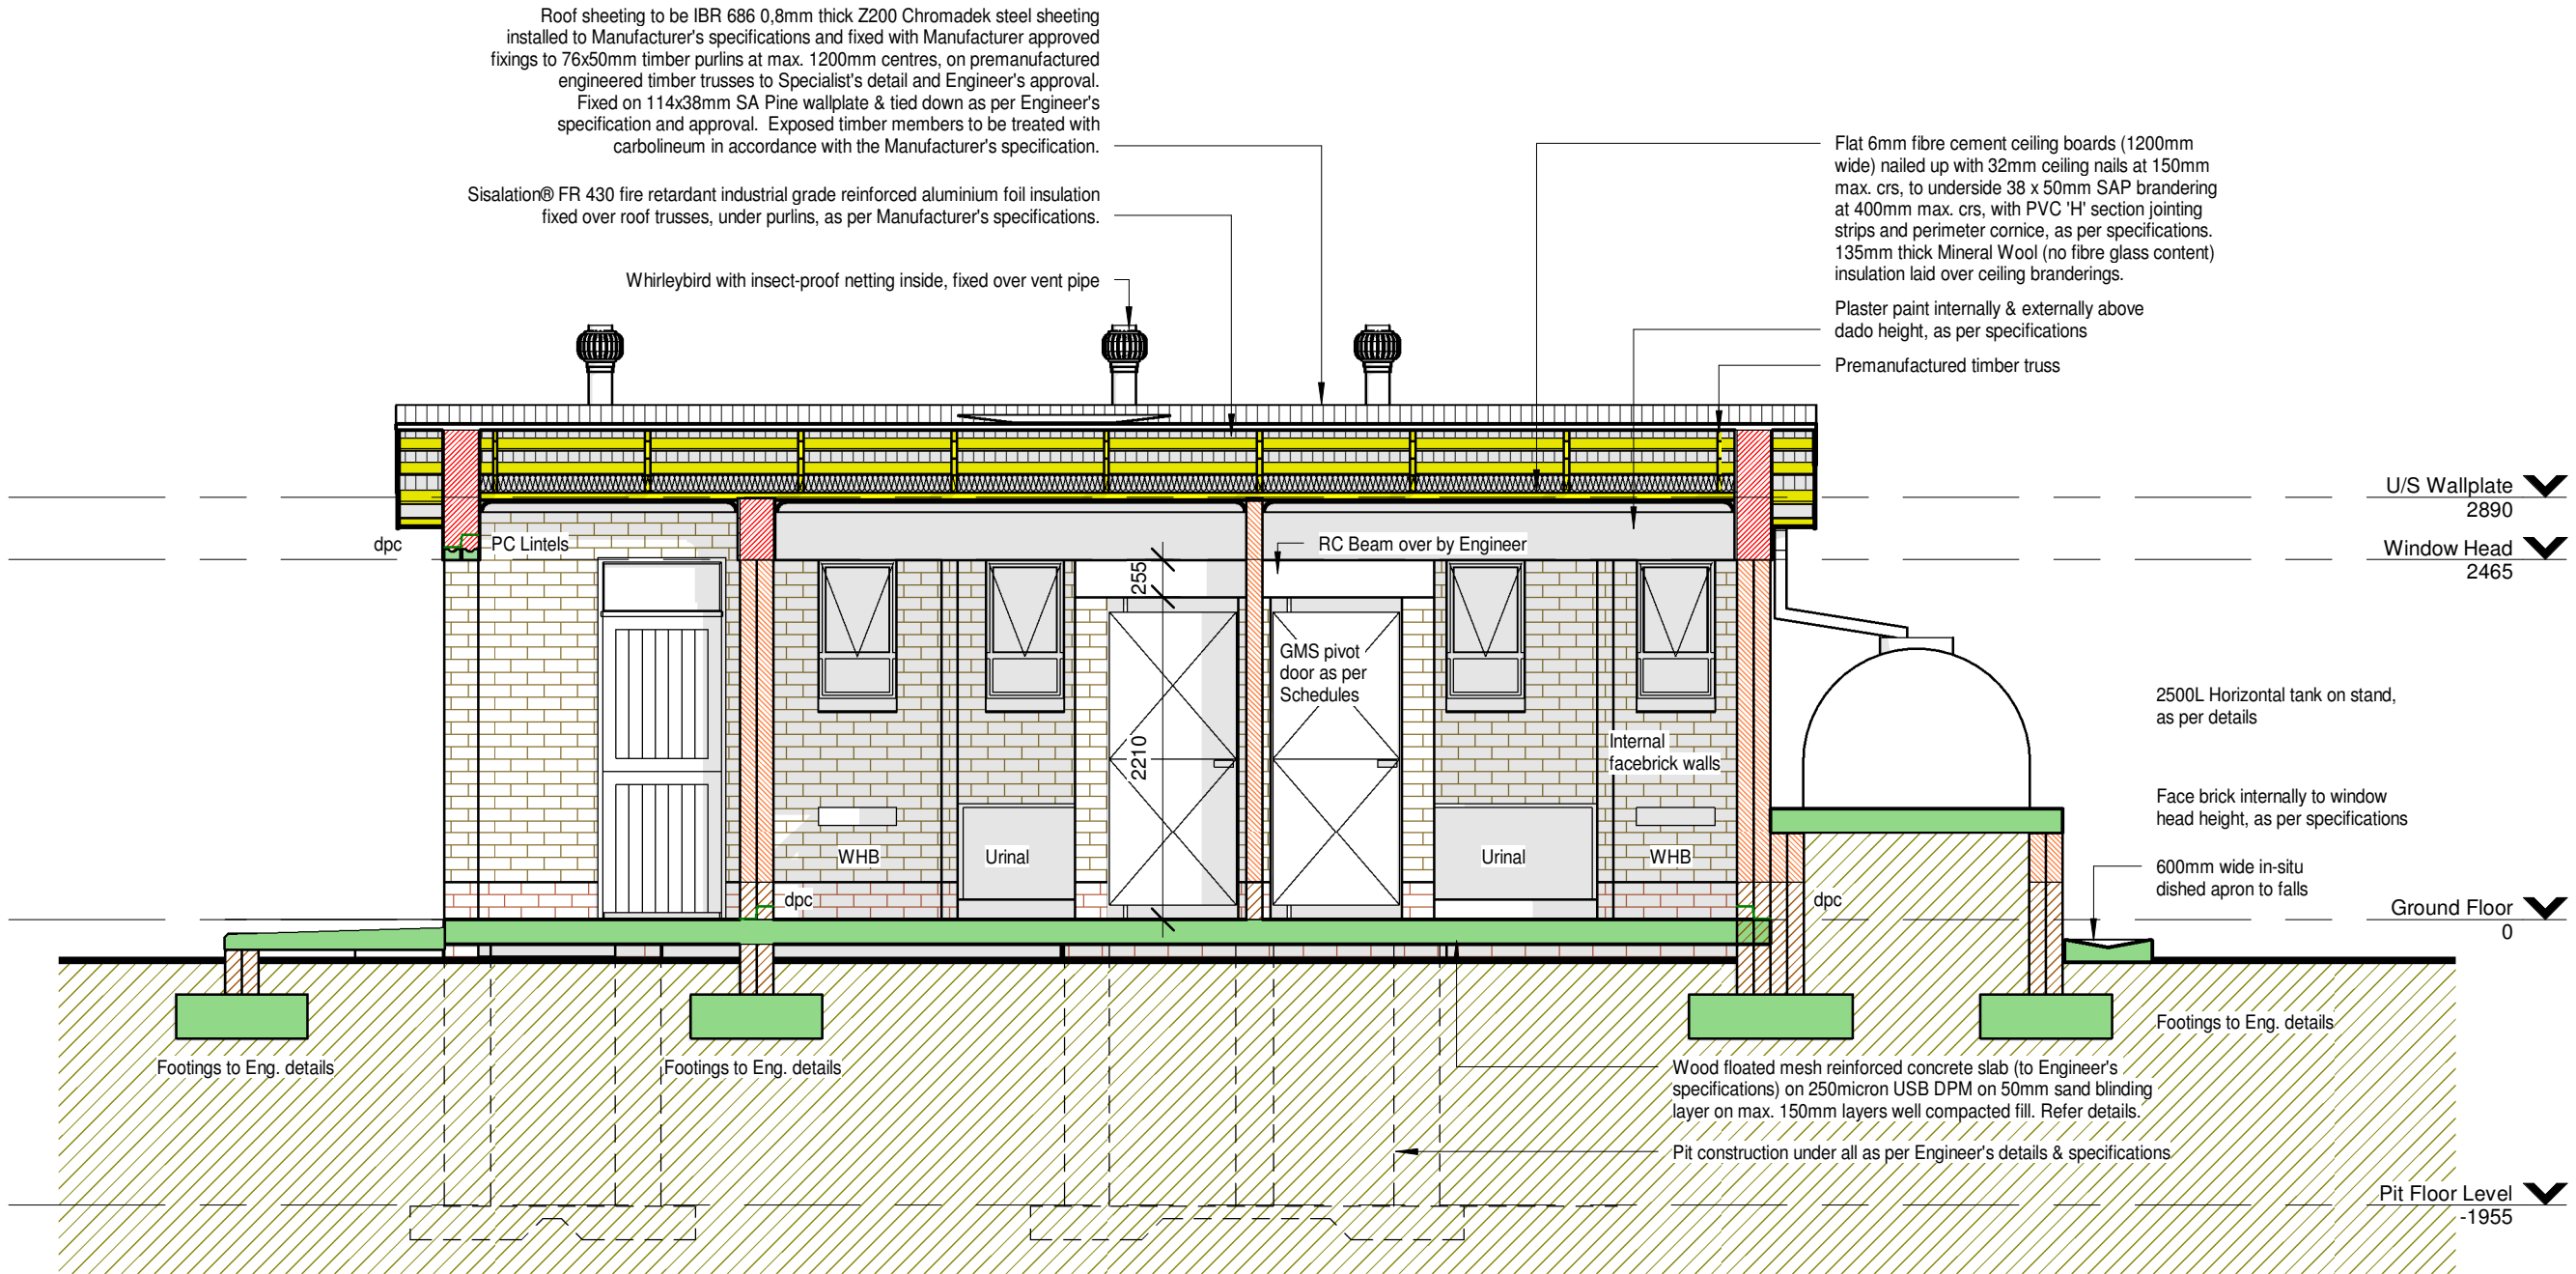 Roof sheeting to be IBR 686 0,8mm thick Z200 Chromadek steel sheeting
installed to Manufacturer's specifications and fixed with Manufacturer approved
fixings to 76x50mm timber purlins at max. 1200mm centres, on premanufactured
engineered timber trusses to Specialist's detail and Engineer's approval.
Fixed on 114x38mm SA Pine wallplate & tied down as per Engineer's
specification and approval. Exposed timber members to be treated with
carbolineum in accordance with the Manufacturer's specification.
Sisalation® FR 430 fire retardant industrial grade reinforced aluminium foil insulation
fixed over roof trusses, under purlins, as per Manufacturer's specifications.
Whirleybird with insect-proof netting inside, fixed over vent pipe
Flat 6mm fibre cement ceiling boards (1200mm
wide) nailed up with 32mm ceiling nails at 150mm
max. crs, to underside 38 x 50mm SAP brandering
at 400mm max. crs, with PVC 'H' section jointing
strips and perimeter cornice, as per specifications.
135mm thick Mineral Wool (no fibre glass content)
insulation laid over ceiling branderings.
Plaster paint internally & externally above
dado height, as per specifications
Premanufactured timber truss
U/S Wallplate
2890
Window Head
2465
dpc
PC Lintels
RC Beam over by Engineer
255
GMS pivot
door as per
Schedules
2210
Internal
facebrick walls
2500L Horizontal tank on stand,
as per details
Face brick internally to window
head height, as per specifications
WHB
Urinal
Urinal
WHB
600mm wide in-situ
dished apron to falls
dpc
dpc
Ground Floor
0
Footings to Eng. details
Footings to Eng. details
Footings to Eng. details
Wood floated mesh reinforced concrete slab (to Engineer's
specifications) on 250micron USB DPM on 50mm sand blinding
layer on max. 150mm layers well compacted fill. Refer details.
Pit construction under all as per Engineer's details & specifications
Pit Floor Level
-1955